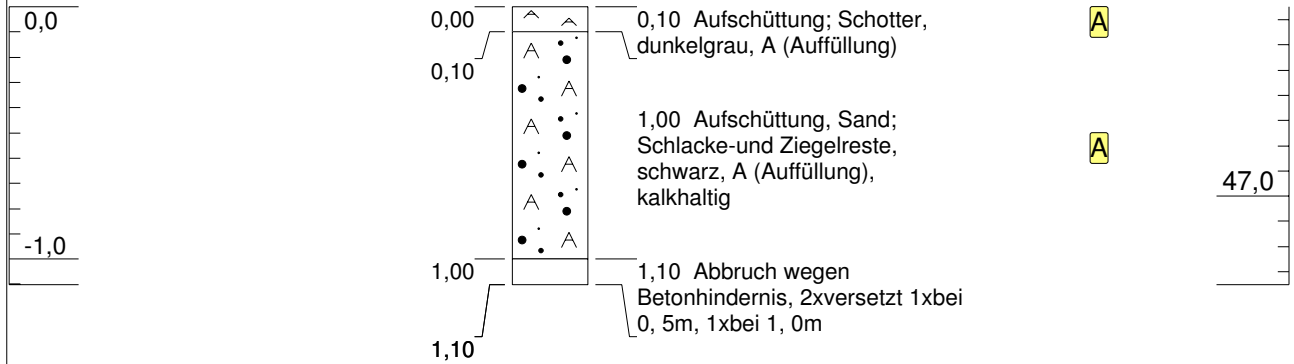 0,0
0,00
0,10 Aufschüttung; Schotter,
dunkelgrau, A (Auffüllung)
A
0,10
1,00 Aufschüttung, Sand;
Schlacke-und Ziegelreste,
schwarz, A (Auffüllung),
kalkhaltig
A
47,0
-1,0
1,00
1,10 Abbruch wegen
Betonhindernis, 2xversetzt 1xbei
0, 5m, 1xbei 1, 0m
1,10